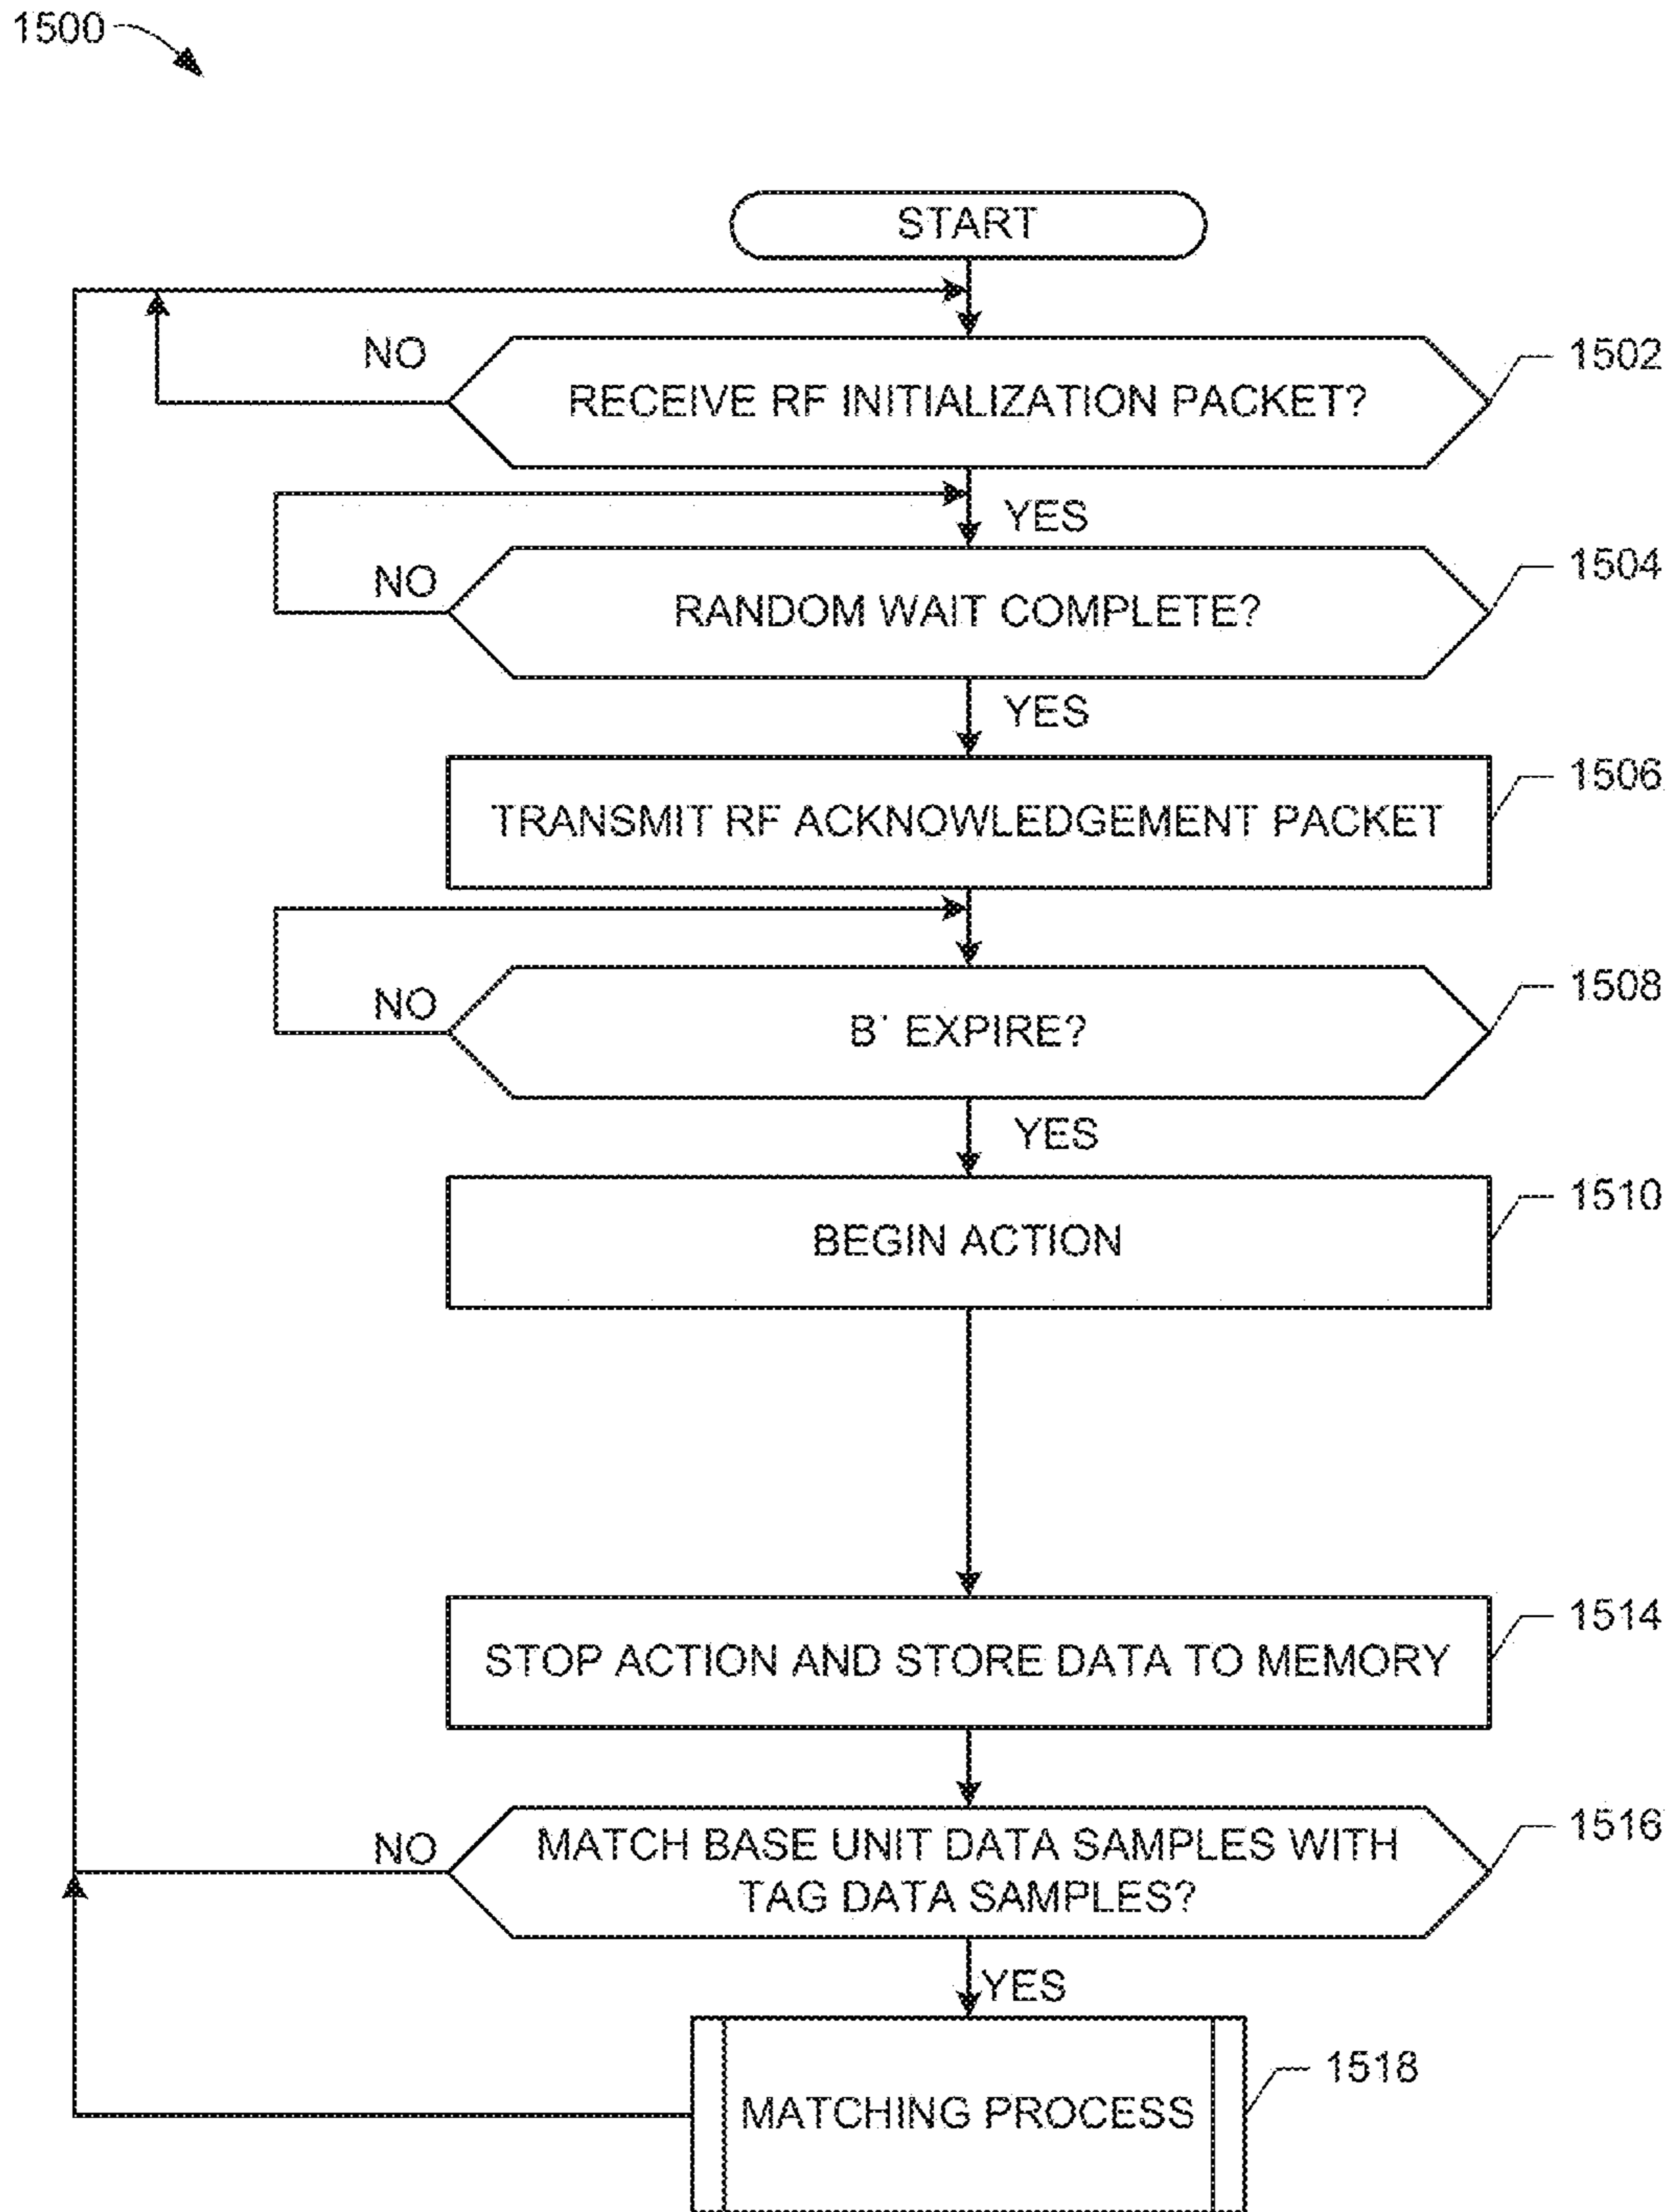 1500
START
NO
RECEIVE RF INITIALIZATION PACKET?
1502
YES
NO
RANDOM WAIT COMPLETE?
1504
YES
TRANSMIT RF ACKNOWLEDGEMENT PACKET
1506
NO
B' EXPIRE?
1508
YES
BEGIN ACTION
1510
STOP ACTION AND STORE DATA TO MEMORY
1514
NO
MATCH BASE UNIT DATA SAMPLES WITH
TAG DATA SAMPLES?
1516
YES
MATCHING PROCESS
1518